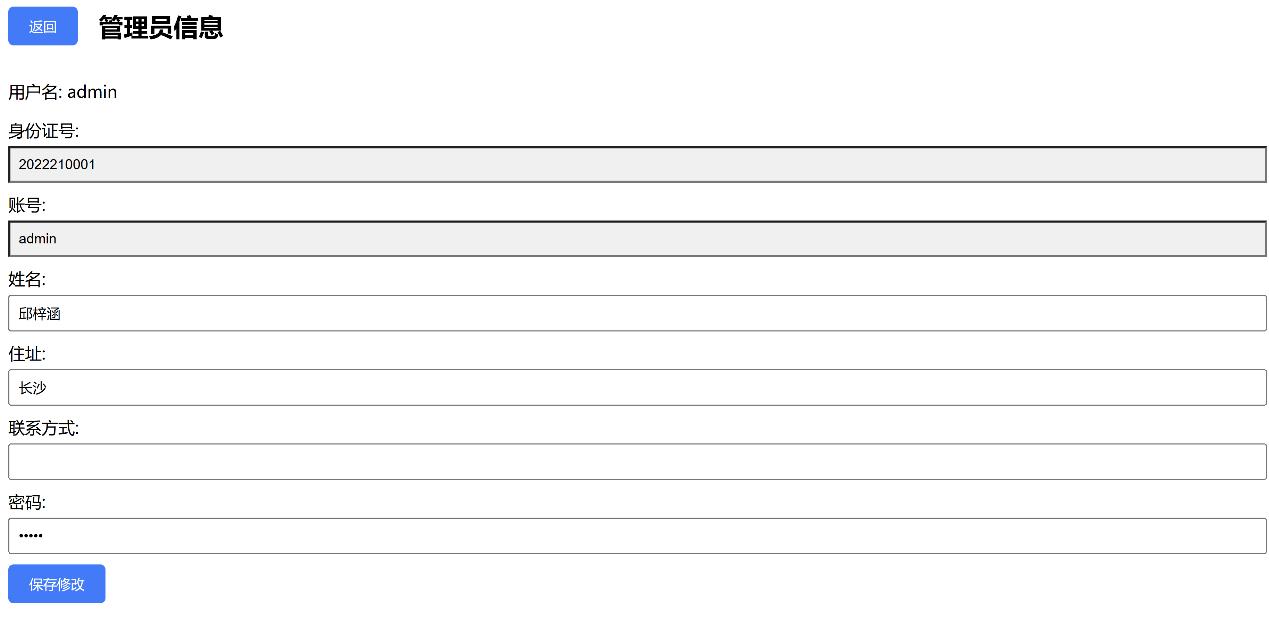 返回 管理员信息
用户名: admin
身份证号:
2022210001
账号:
admin
姓名:
邱梓涵
住址:
长沙
联系方式:
密码:
•••••
保存修改